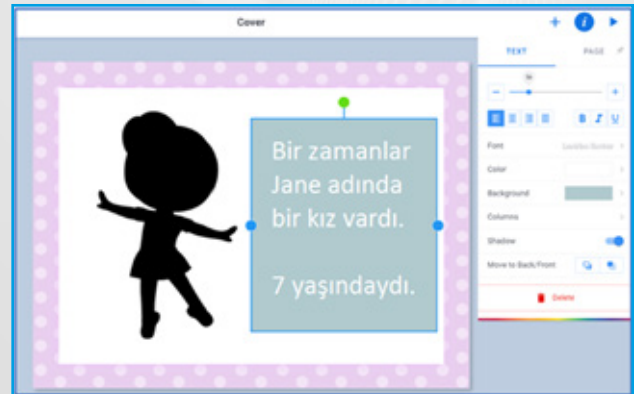 Cover
TEXT PAGE
B I U
Font
Color
Background
Columns
Shadow
Move to Back/Front
Delete
Bir zamanlar
Jane adında
bir kız vardı.
7 yaşındaydı.